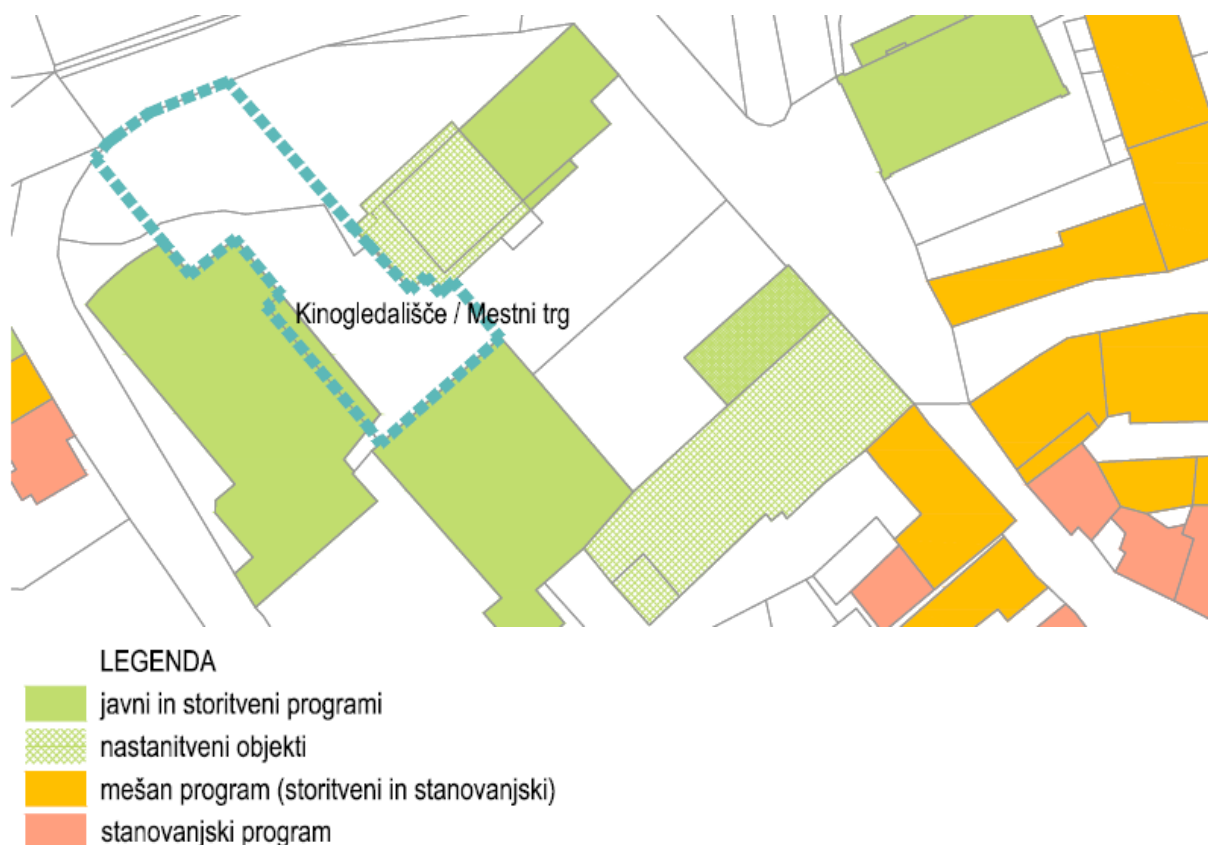 Kinogledališče / Mestni trg
LEGENDA
javni in storitveni programi
nastanitveni objekti
mešan program (storitveni in stanovanjski)
stanovanjski program